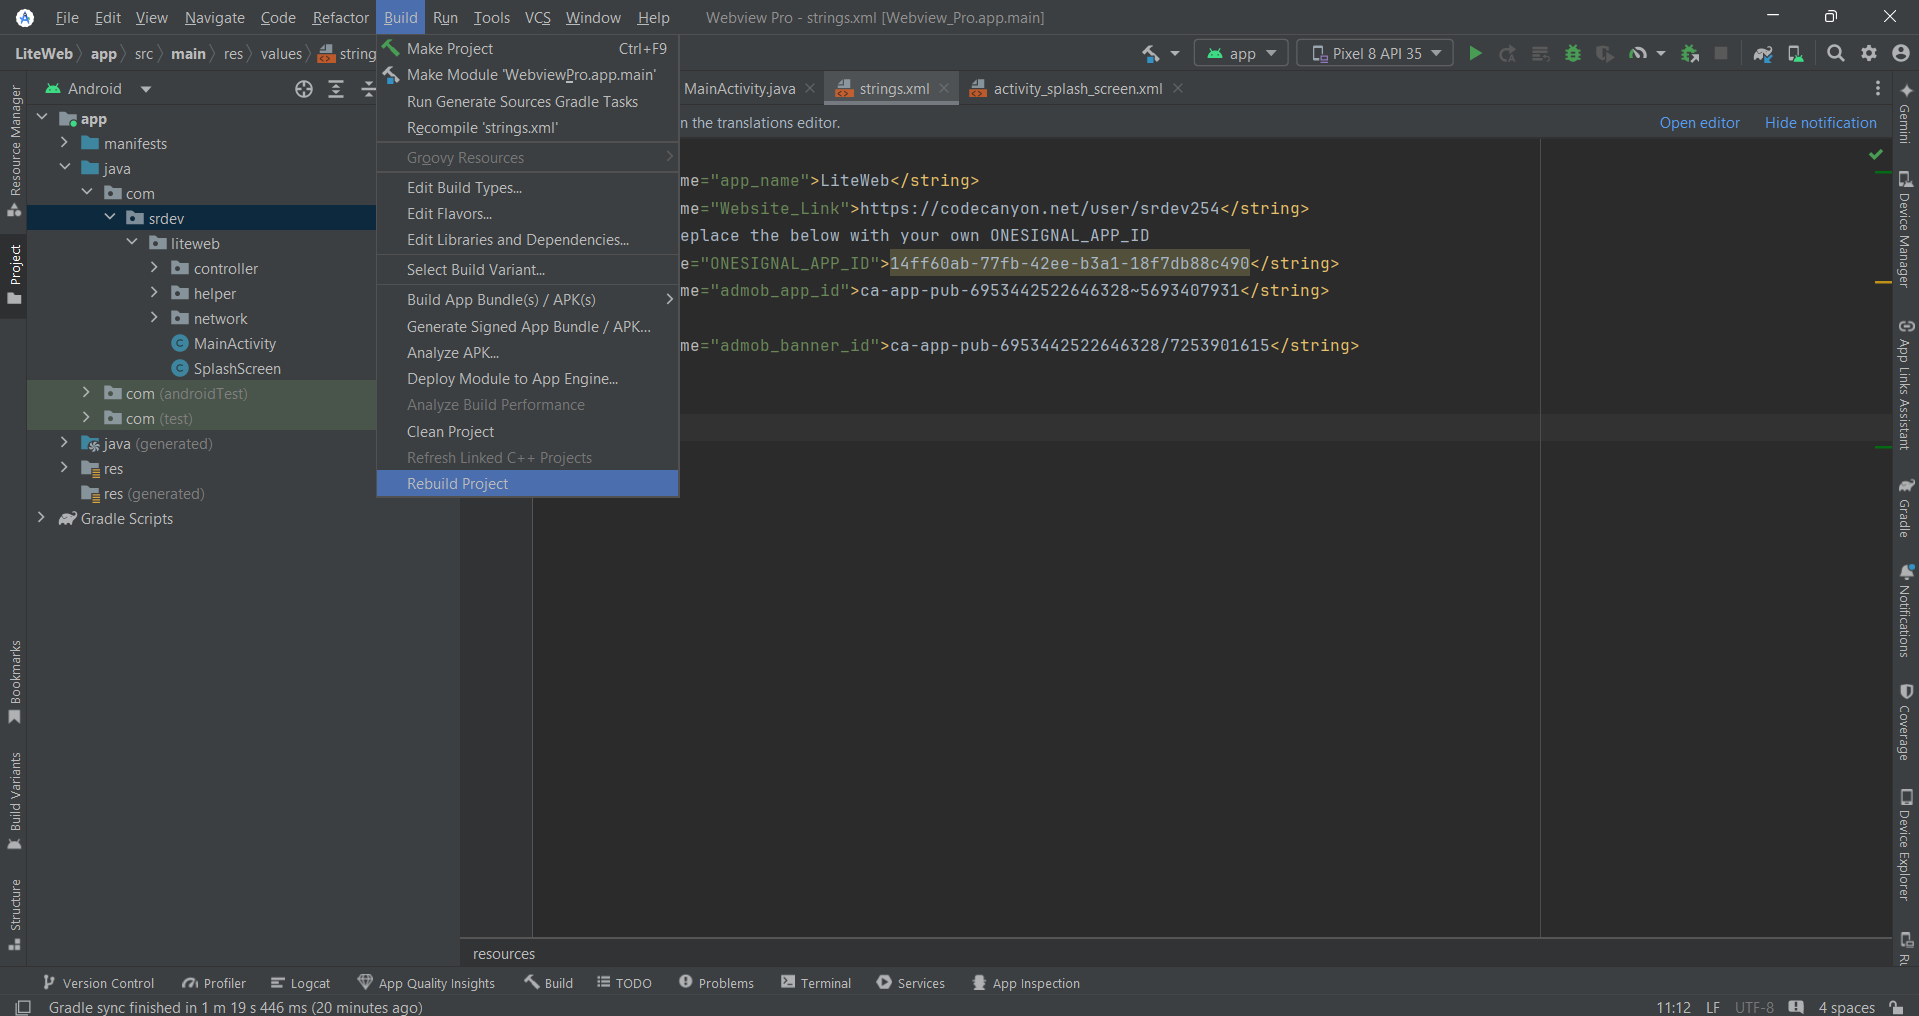 File Edit View Navigate Code Refactor Build Run Tools VCS Window Help Webview Pro - strings.xml [Webview_Pro.app.main]
LiteWeb app src main res values string
app Pixel 8 API 35
Make Project Ctrl+F9
Make Module 'WebviewPro.app.main'
Run Generate Sources Gradle Tasks
Recompile 'strings.xml'
Groovy Resources
Edit Build Types...
Edit Flavors...
Edit Libraries and Dependencies...
Select Build Variant...
Build App Bundle(s) / APK(s)
Generate Signed App Bundle / APK...
Analyze APK...
Deploy Module to App Engine...
Analyze Build Performance
Clean Project
Refresh Linked C++ Projects
Rebuild Project
Android
app
manifests
java
com
srdev
liteweb
controller
helper
network
MainActivity
SplashScreen
com (androidTest)
com (test)
java (generated)
res
res (generated)
Gradle Scripts
MainActivity.java strings.xml activity_splash_screen.xml
n the translations editor. Open editor Hide notification
me="app_name">LiteWeb</string>
me="Website_Link">https://codecanyon.net/user/srdev254</string>
eplace the below with your own ONESIGNAL_APP_ID
e="ONESIGNAL_APP_ID">14ff60ab-77fb-42ee-b3a1-18f7db88c490</string>
me="admob_app_id">ca-app-pub-6953442522646328~5693407931</string>
me="admob_banner_id">ca-app-pub-6953442522646328/7253901615</string>
resources
Resource Manager
Project
Bookmarks
Build Variants
Structure
Gemini
Device Manager
App Links Assistant
Gradle
Notifications
Coverage
Device Explorer
Ru
Version Control Profiler Logcat App Quality Insights Build TODO Problems Terminal Services App Inspection
Gradle sync finished in 1 m 19 s 446 ms (20 minutes ago) 11:12 LF UTF-8 4 spaces